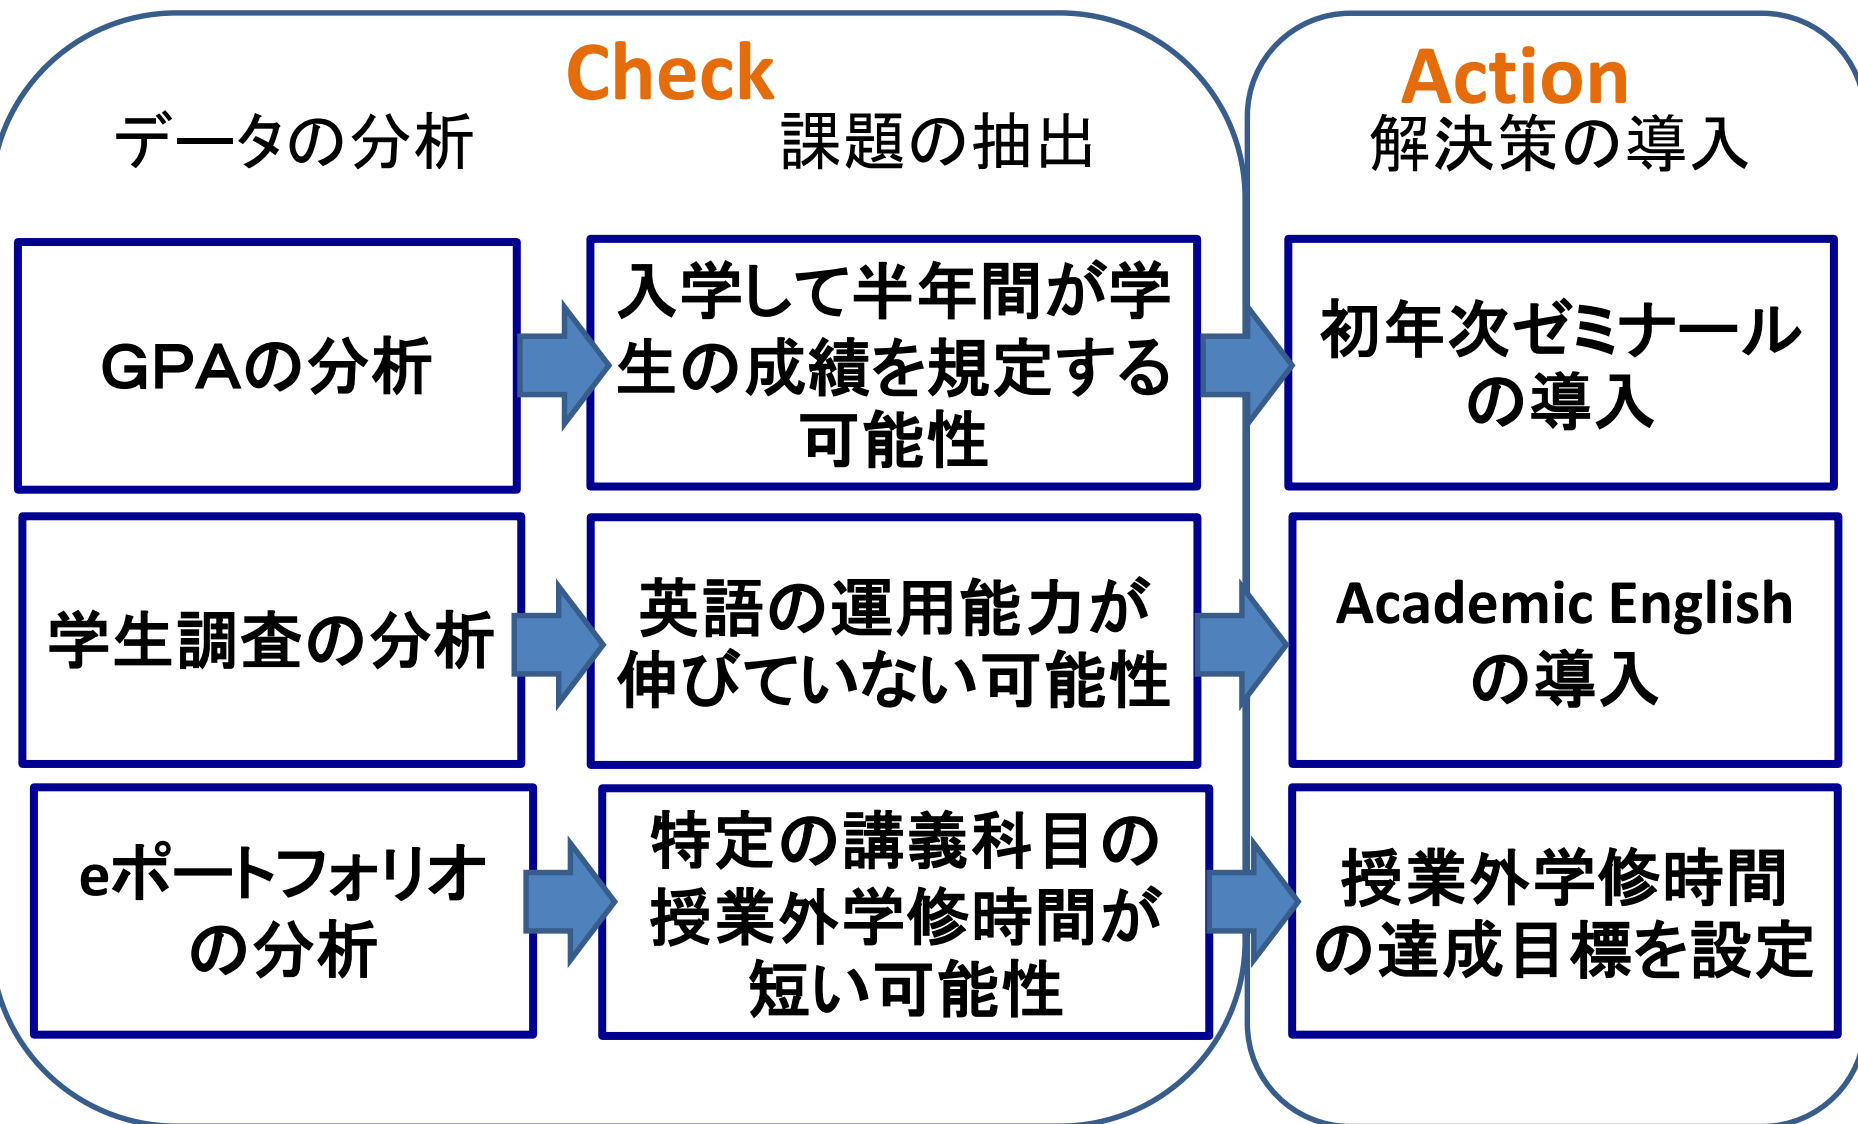 Check
Action
データの分析
課題の抽出
解決策の導入
GPAの分析
入学して半年間が学
生の成績を規定する
可能性
初年次ゼミナール
の導入
学生調査の分析
英語の運用能力が
伸びていない可能性
Academic English
の導入
eポートフォリオ
の分析
特定の講義科目の
授業外学修時間が
短い可能性
授業外学修時間
の達成目標を設定